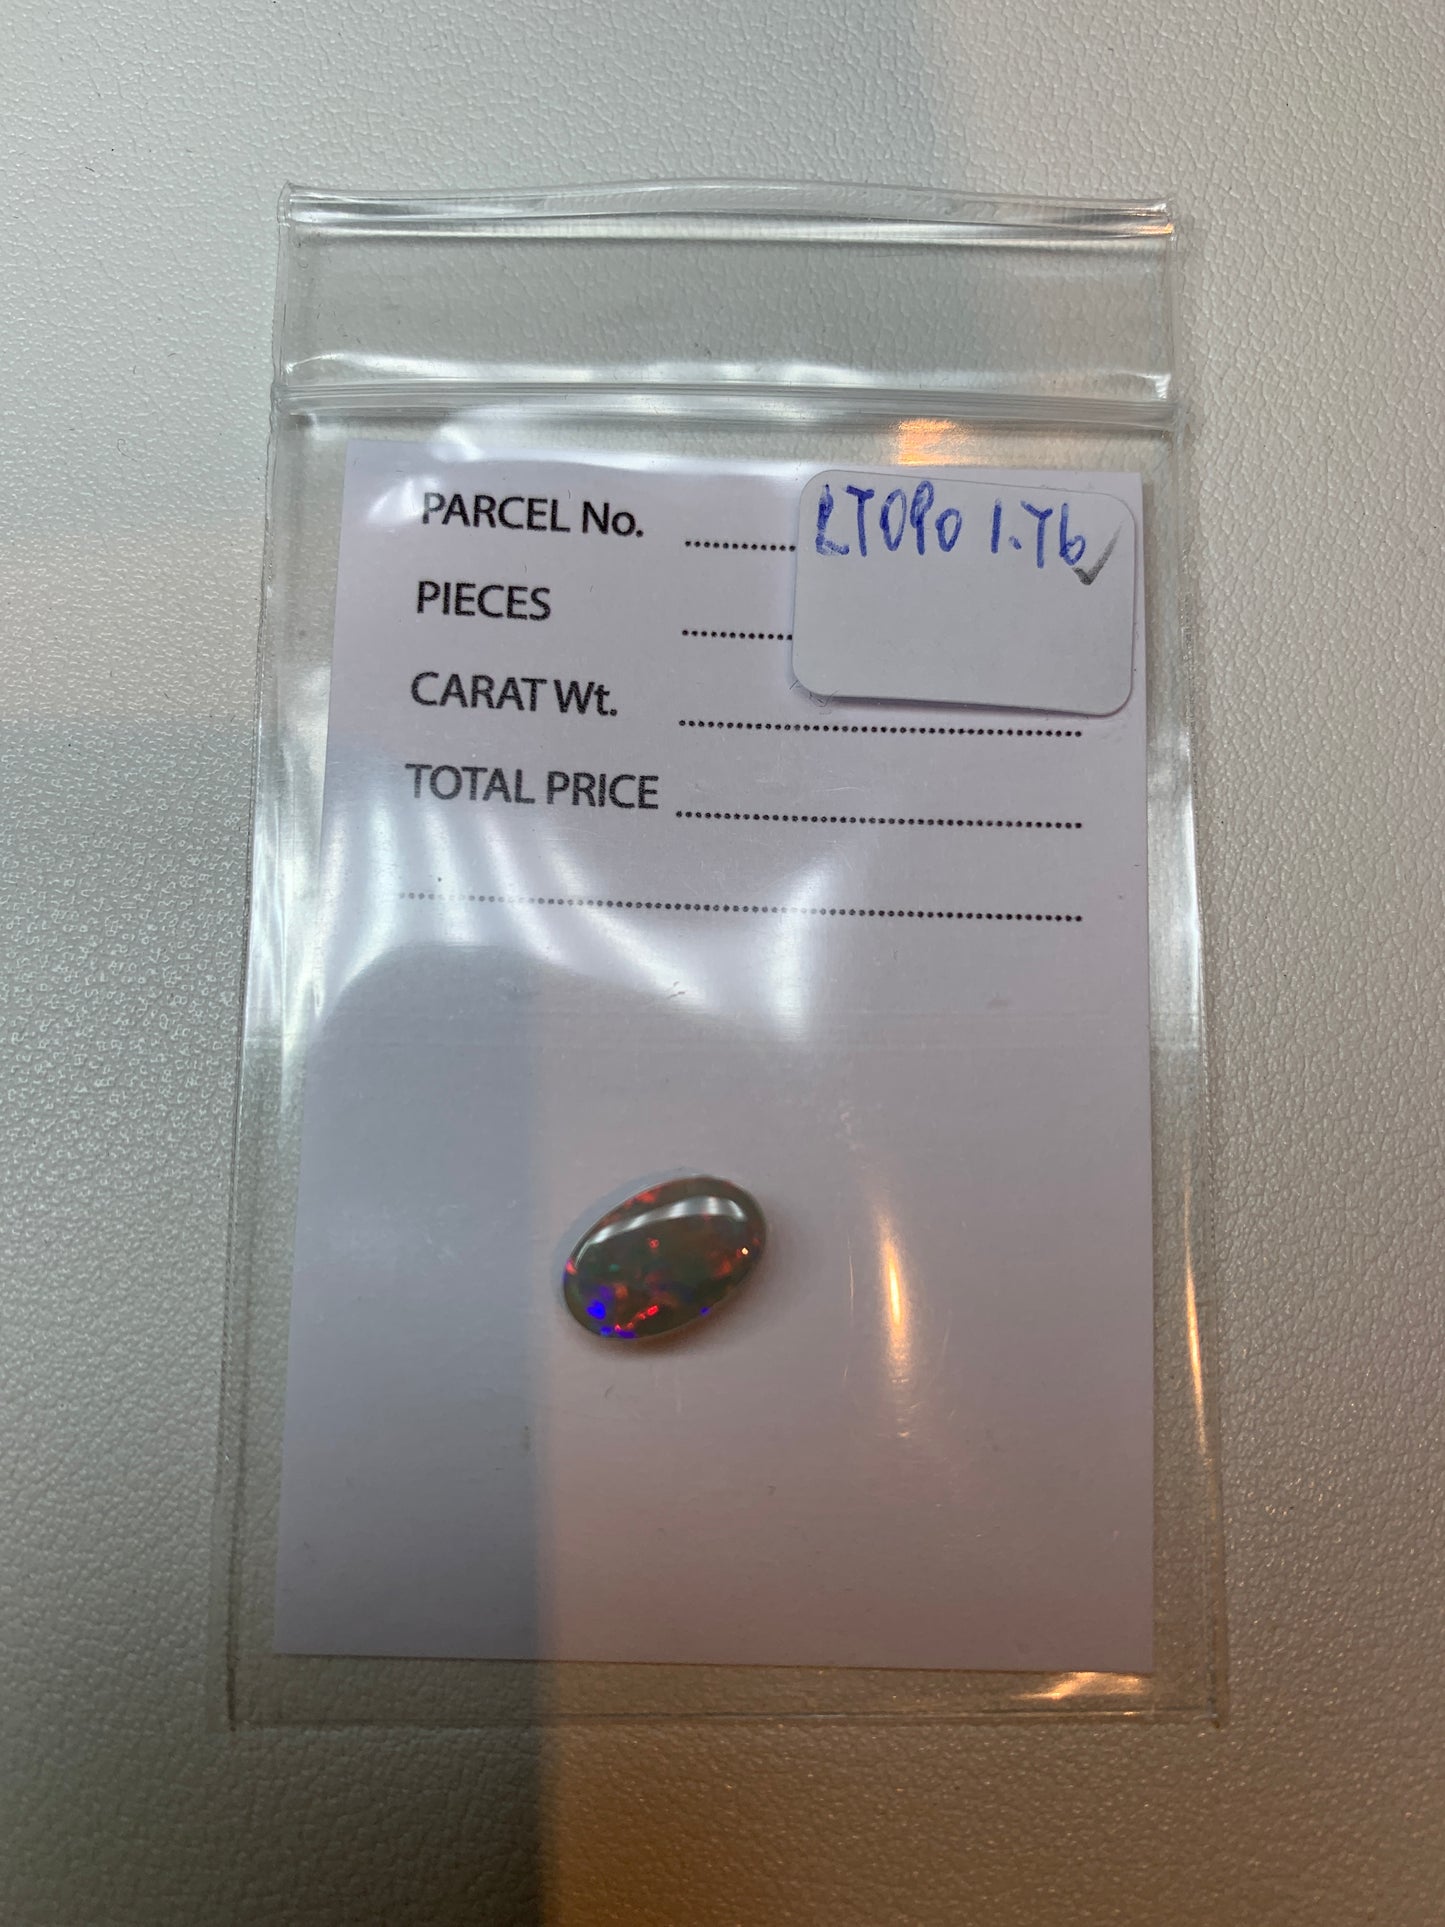 PARCEL No. LT090 1.76
PIECES
CARAT Wt.
TOTAL PRICE